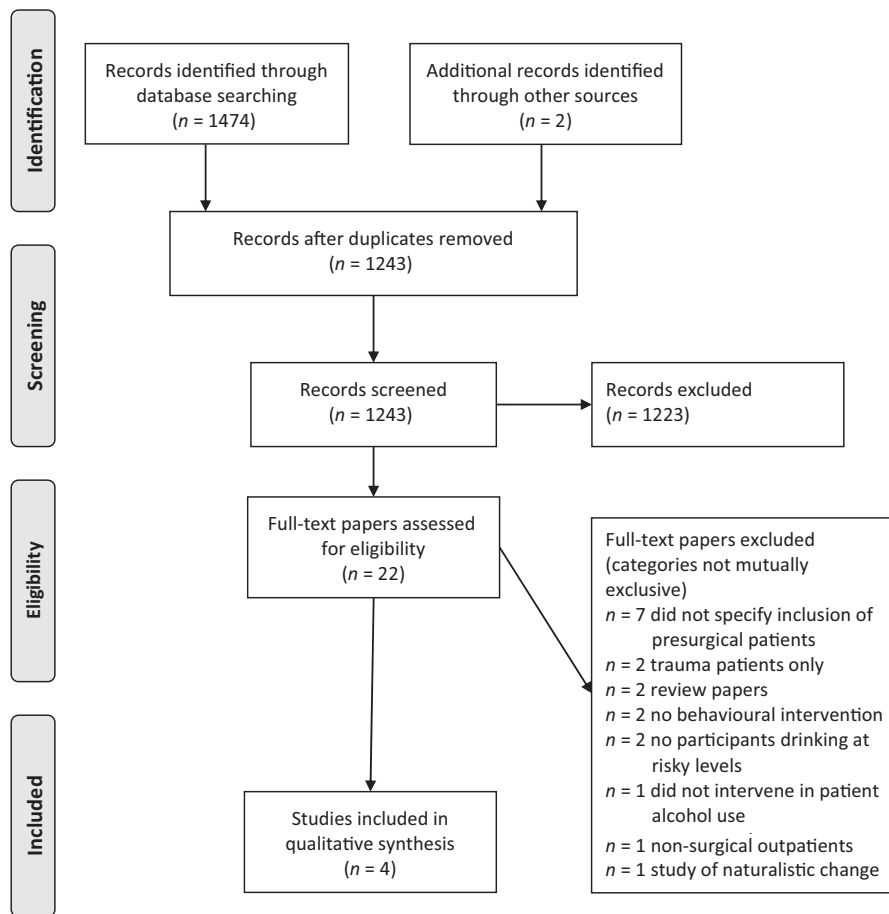 Identification
Records identified through
database searching
(n = 1474)
Additional records identified
through other sources
(n = 2)
Records after duplicates removed
(n = 1243)
Screening
Records screened
(n = 1243)
Records excluded
(n = 1223)
Eligibility
Full-text papers assessed
for eligibility
(n = 22)
Full-text papers excluded
(categories not mutually
exclusive)
n = 7 did not specify inclusion of
presurgical patients
n = 2 trauma patients only
n = 2 review papers
n = 2 no behavioural intervention
n = 2 no participants drinking at
risky levels
n = 1 did not intervene in patient
alcohol use
n = 1 non-surgical outpatients
n = 1 study of naturalistic change
Included
Studies included in
qualitative synthesis
(n = 4)